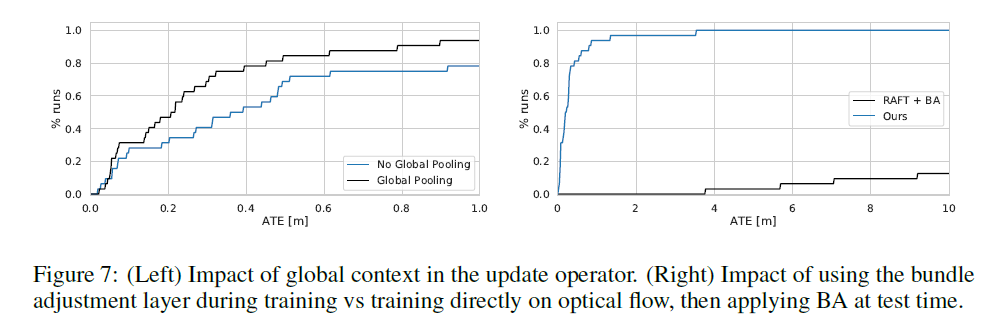 1.0
0.8
0.6
0.4
0.2
0.0
% runs
0.0 0.2 0.4 0.6 0.8 1.0
ATE [m]
No Global Pooling
Global Pooling
1.0
0.8
0.6
0.4
0.2
0.0
% runs
0 2 4 6 8 10
ATE [m]
RAFT + BA
Ours
Figure 7: (Left) Impact of global context in the update operator. (Right) Impact of using the bundle
adjustment layer during training vs training directly on optical flow, then applying BA at test time.